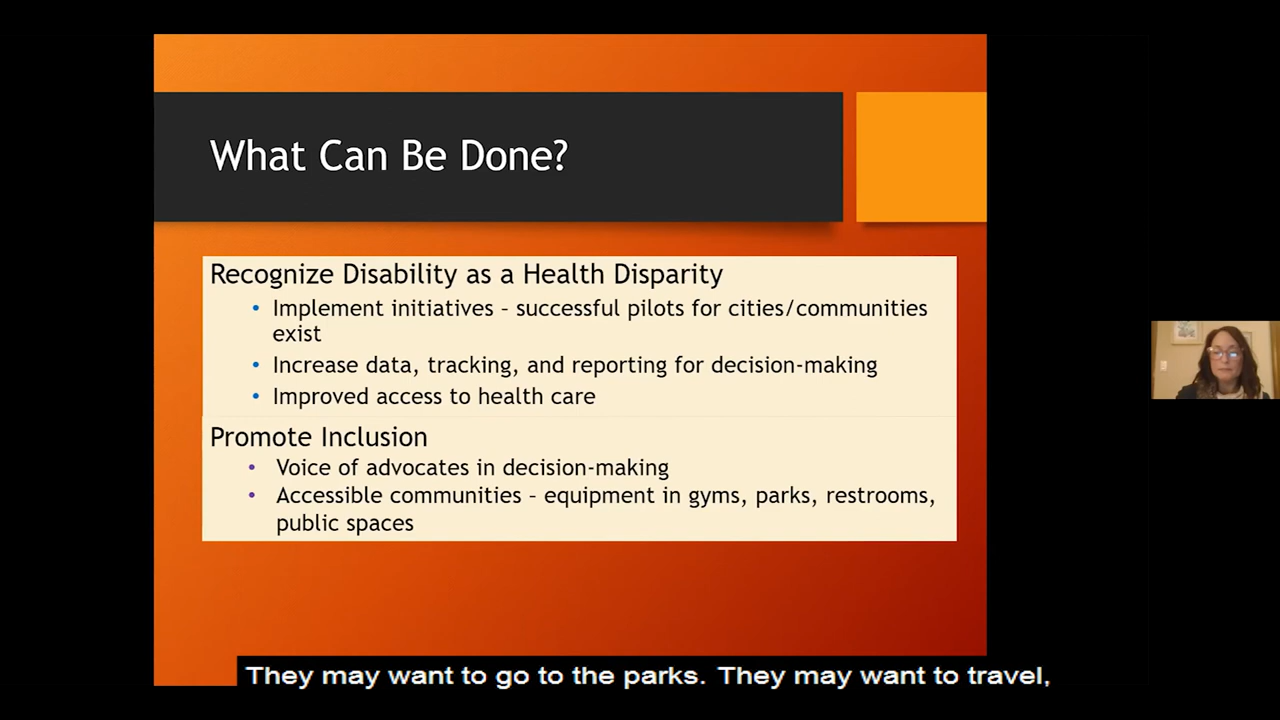 What Can Be Done?
Recognize Disability as a Health Disparity
• Implement initiatives – successful pilots for cities/communities
exist
• Increase data, tracking, and reporting for decision-making
• Improved access to health care
Promote Inclusion
• Voice of advocates in decision-making
• Accessible communities – equipment in gyms, parks, restrooms,
public spaces
They may want to go to the parks. They may want to travel,